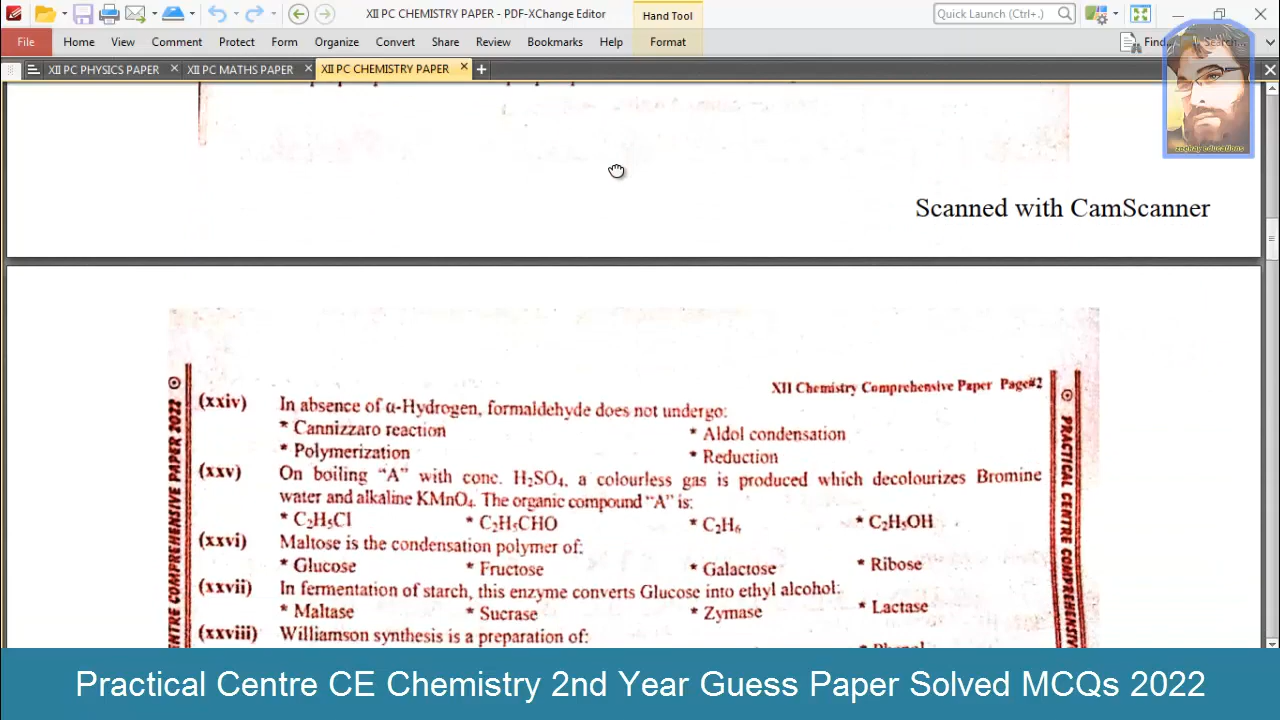 XII PC CHEMISTRY PAPER - PDF-XChange Editor
Hand Tool
Quick Launch (Ctrl+.)
File Home View Comment Protect Form Organize Convert Share Review Bookmarks Help Format Find...
XII PC PHYSICS PAPER × XII PC MATHS PAPER × XII PC CHEMISTRY PAPER ×
zeekay educations
Scanned with CamScanner
XII Chemistry Comprehensive Paper Page#2
(xxiv) In absence of α-Hydrogen, formaldehyde does not undergo:
* Cannizzaro reaction * Aldol condensation
* Polymerization * Reduction
(xxv) On boiling “A” with conc. H₂SO₄, a colourless gas is produced which decolourizes Bromine
water and alkaline KMnO₄. The organic compound “A” is:
* C₂H₅Cl * C₂H₅CHO * C₂H₆ * C₂H₅OH
(xxvi) Maltose is the condensation polymer of:
* Glucose * Fructose * Galactose * Ribose
(xxvii) In fermentation of starch, this enzyme converts Glucose into ethyl alcohol:
* Maltase * Sucrase * Zymase * Lactase
(xxviii) Williamson synthesis is a preparation of:
NTRE COMPREHENSIVE PAPER 2022
PRACTICAL CENTRE COMPREHENSIVE
Practical Centre CE Chemistry 2nd Year Guess Paper Solved MCQs 2022